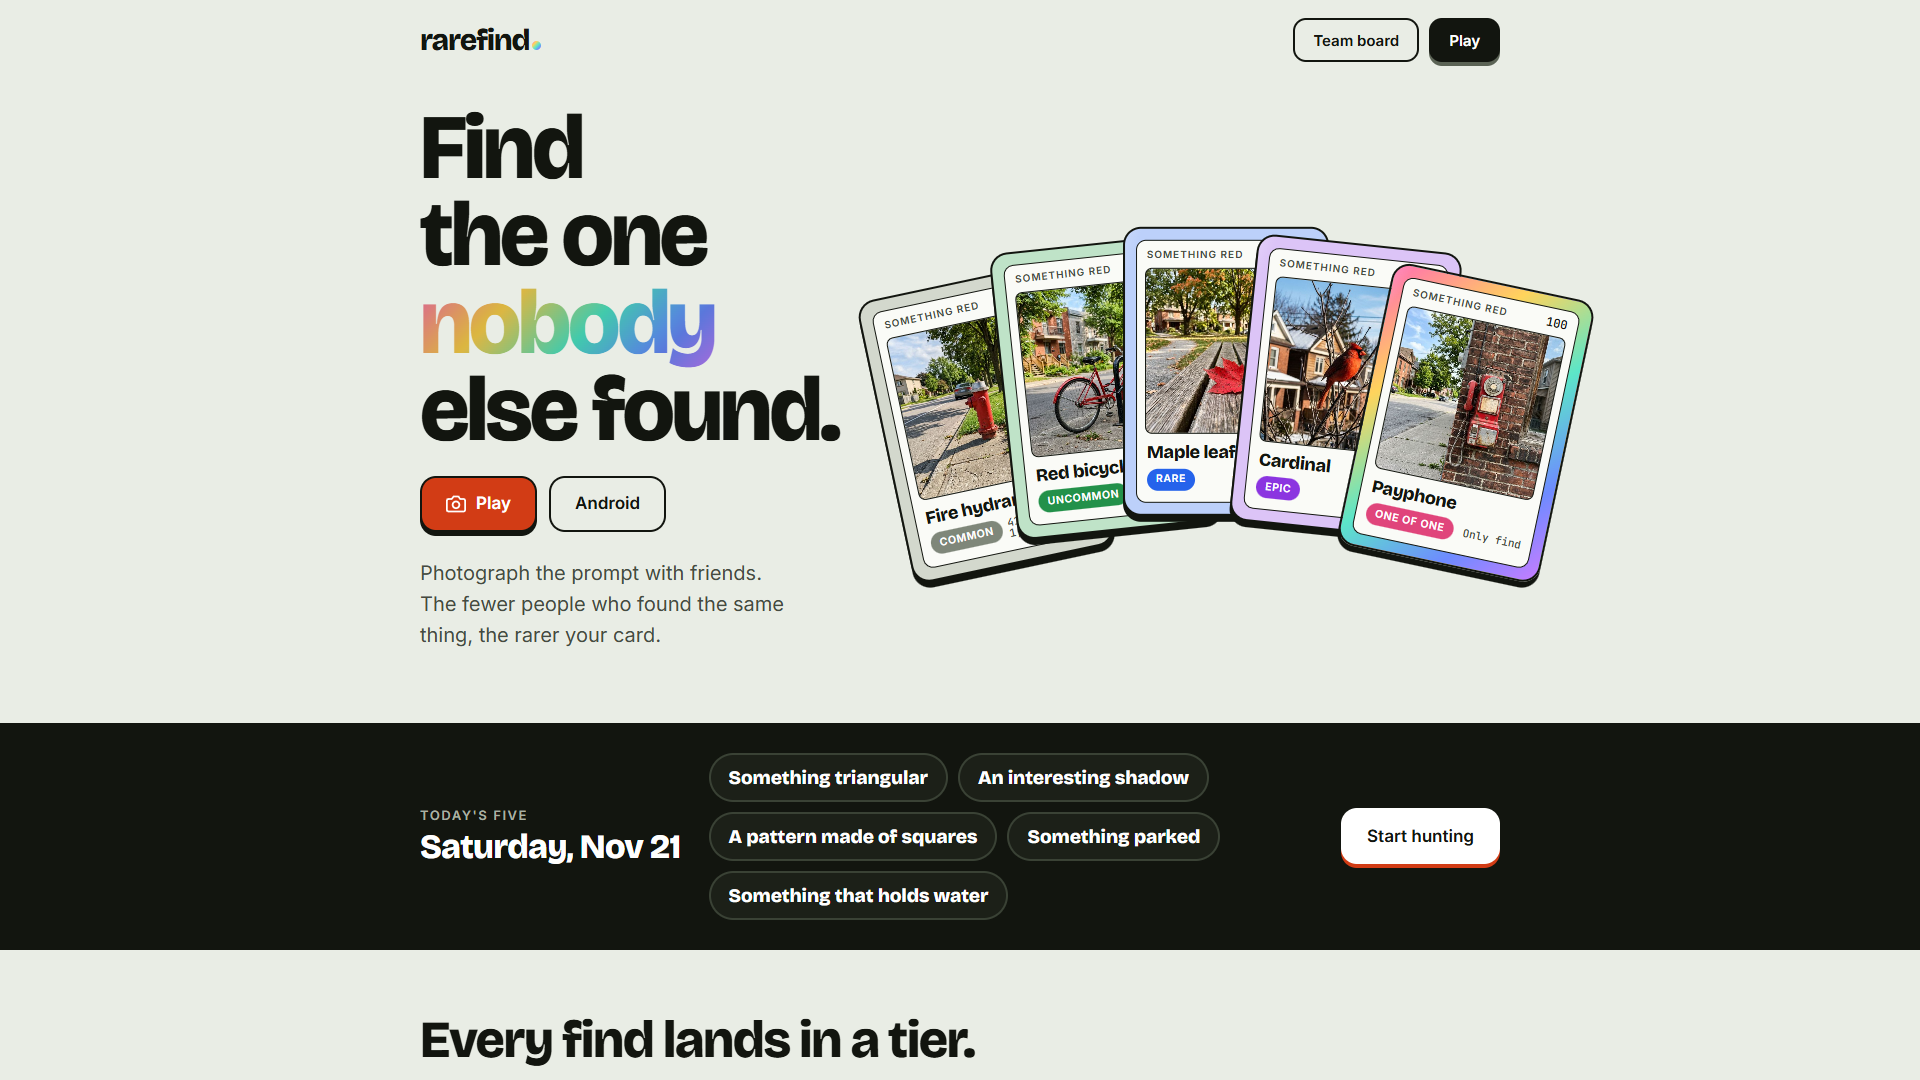 rarefind
Team board
Play
Find
the one
nobody
else found.
Play
Android
Photograph the prompt with friends.
The fewer people who found the same
thing, the rarer your card.
SOMETHING RED
COMMON
SOMETHING RED
UNCOMMON
SOMETHING RED
Maple leaf
RARE
SOMETHING RED
Cardinal
EPIC
SOMETHING RED
100
Payphone
ONE OF ONE
Only find
TODAY'S FIVE
Saturday, Nov 21
Something triangular
An interesting shadow
A pattern made of squares
Something parked
Something that holds water
Start hunting
Every find lands in a tier.